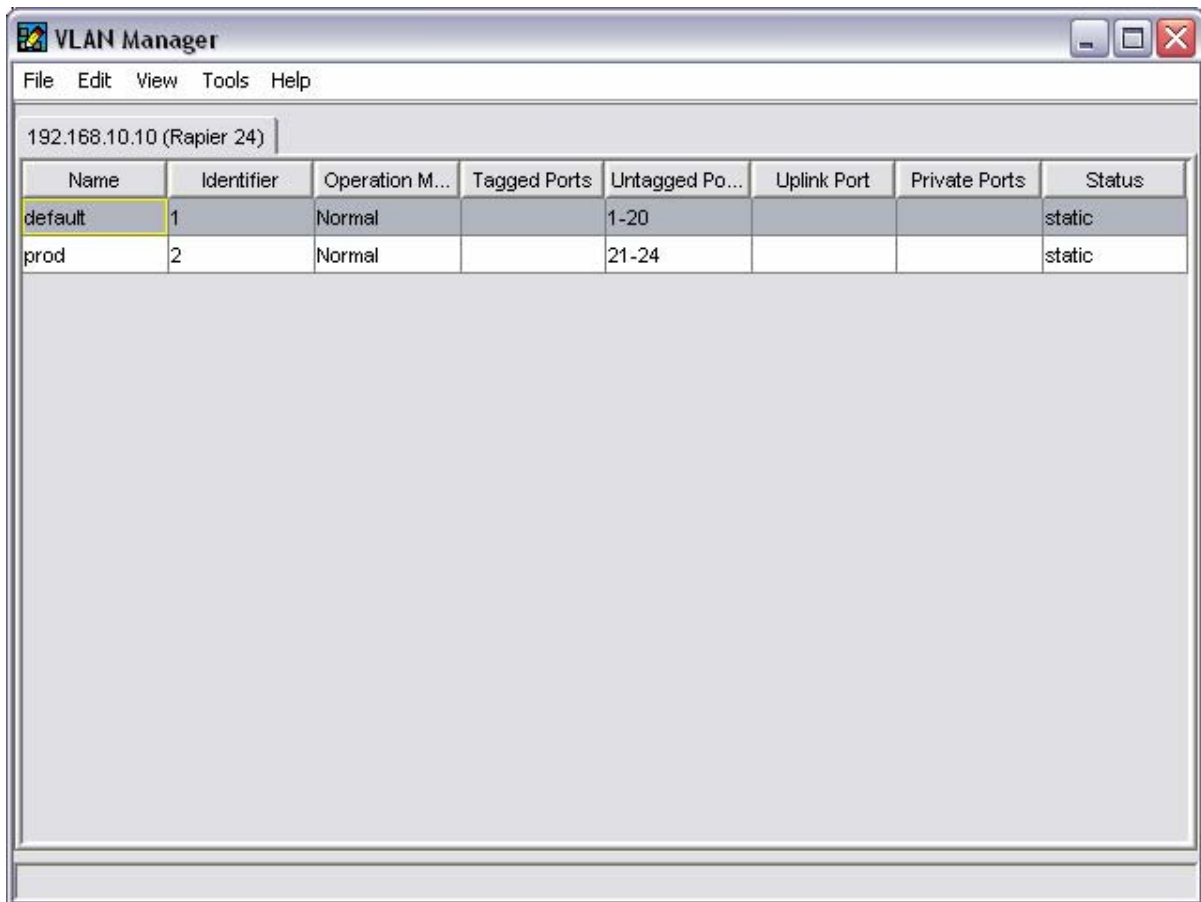 VLAN Manager
File Edit View Tools Help
192.168.10.10 (Rapier 24)
Name Identifier Operation M... Tagged Ports Untagged Po... Uplink Port Private Ports Status
default 1 Normal 1-20 static
prod 2 Normal 21-24 static